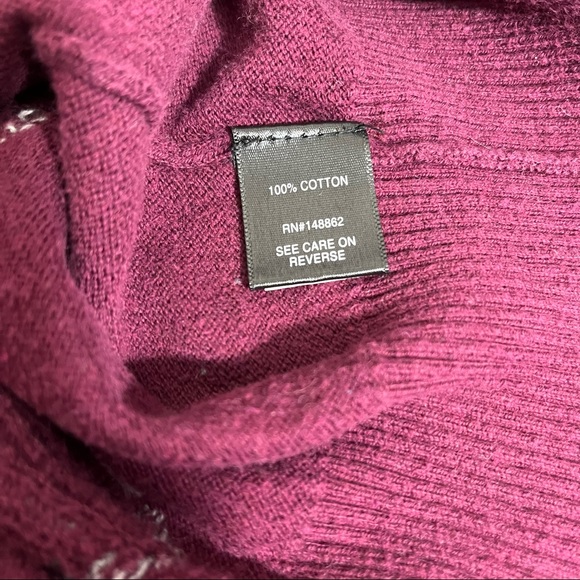 100% COTTON
RN#148862
SEE CARE ON
REVERSE